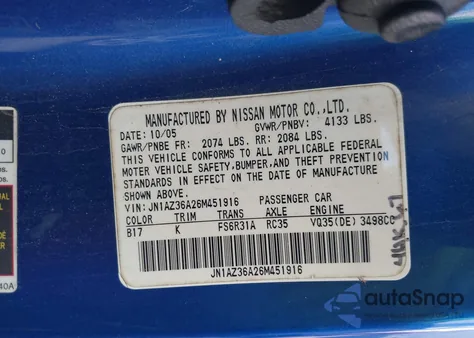 MANUFACTURED BY NISSAN MOTOR CO.,LTD.
DATE: 10/05 GVWR/PNBV: 4133 LBS.
GAWR/PNBE FR: 2074 LBS. RR: 2084 LBS.
THIS VEHICLE CONFORMS TO ALL APPLICABLE FEDERAL
MOTOR VEHICLE SAFETY,BUMPER,AND THEFT PREVENTION
STANDARDS IN EFFECT ON THE DATE OF MANUFACTURE
SHOWN ABOVE.
VIN: JN1AZ36A26M451916 PASSENGER CAR
COLOR TRIM TRANS AXLE ENGINE
B17 K FS6R31A RC35 VQ35(DE) 3498CC
JN1AZ36A26M451916
40A
autoSnap